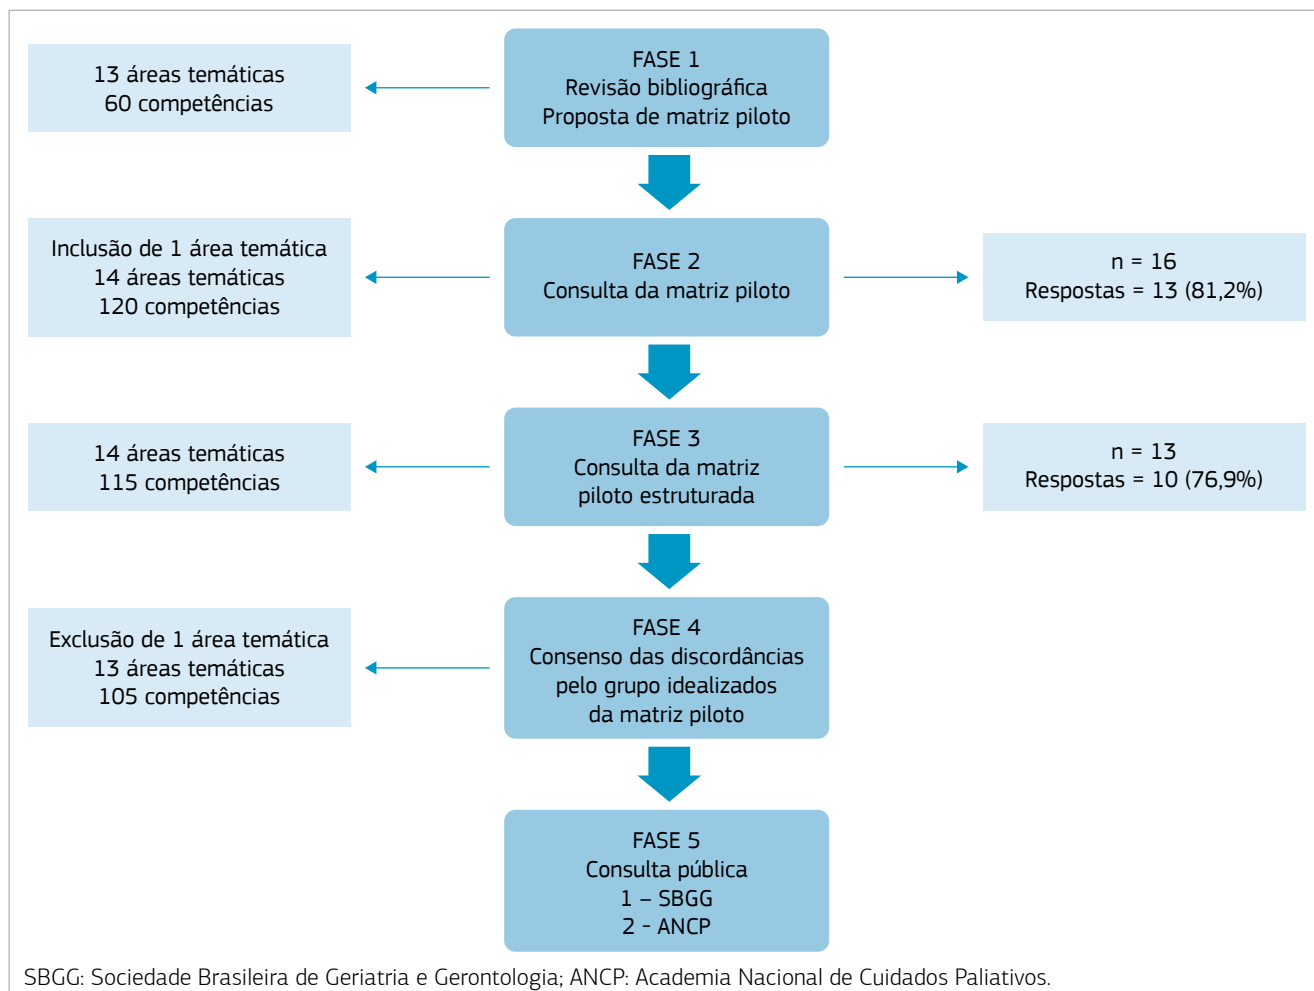 13 áreas temáticas
60 competências
FASE 1
Revisão bibliográfica
Proposta de matriz piloto
Inclusão de 1 área temática
14 áreas temáticas
120 competências
FASE 2
Consulta da matriz piloto
n = 16
Respostas = 13 (81,2%)
14 áreas temáticas
115 competências
FASE 3
Consulta da matriz
piloto estruturada
n = 13
Respostas = 10 (76,9%)
Exclusão de 1 área temática
13 áreas temáticas
105 competências
FASE 4
Consenso das discordâncias
pelo grupo idealizados
da matriz piloto
FASE 5
Consulta pública
1 – SBGG
2 - ANCP
SBGG: Sociedade Brasileira de Geriatria e Gerontologia; ANCP: Academia Nacional de Cuidados Paliativos.